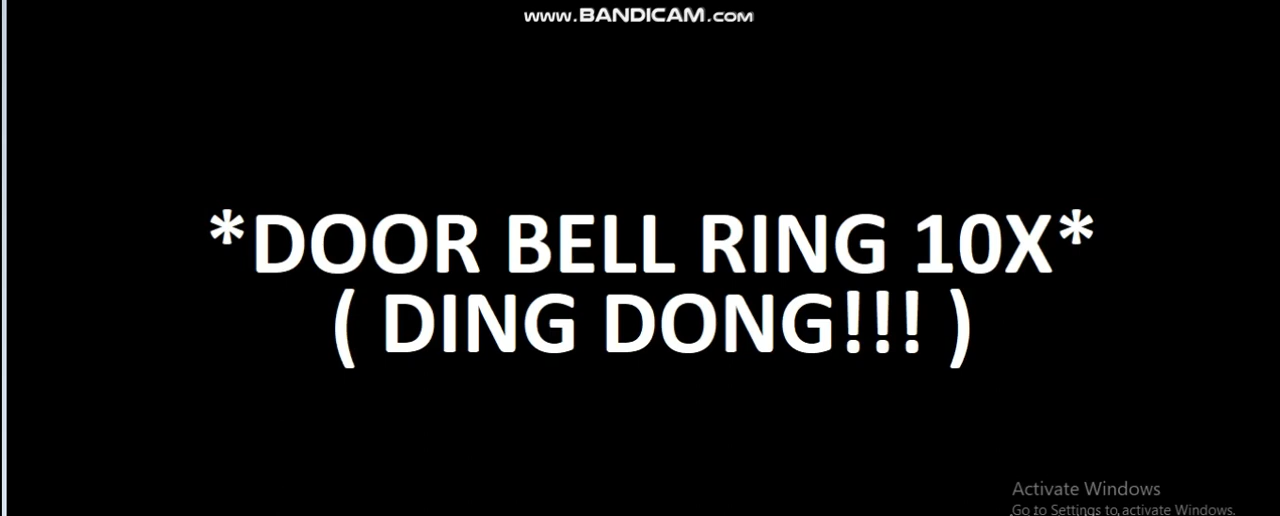 www.BANDICAM.com
*DOOR BELL RING 10X*
( DING DONG!!! )
Activate Windows
Go to Settings to activate Windows.